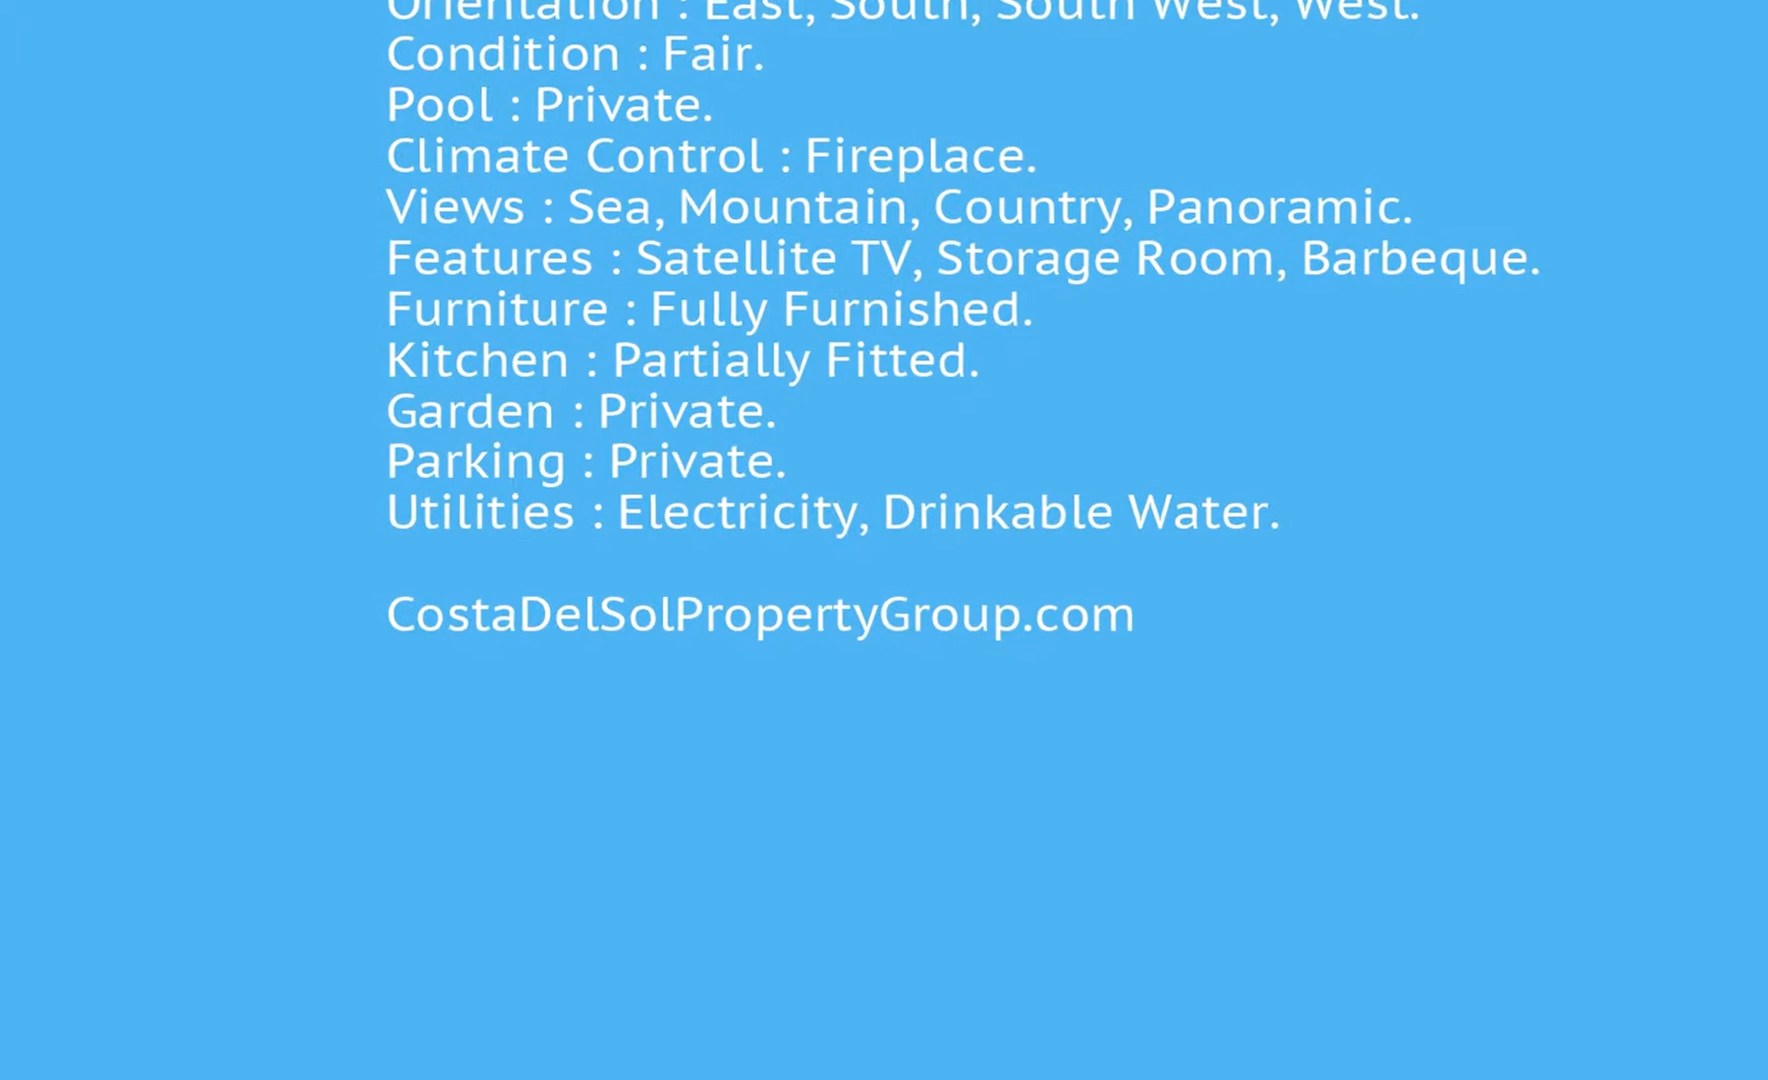 Orientation : East, South, South West, West.
Condition : Fair.
Pool : Private.
Climate Control : Fireplace.
Views : Sea, Mountain, Country, Panoramic.
Features : Satellite TV, Storage Room, Barbeque.
Furniture : Fully Furnished.
Kitchen : Partially Fitted.
Garden : Private.
Parking : Private.
Utilities : Electricity, Drinkable Water.
CostaDelSolPropertyGroup.com